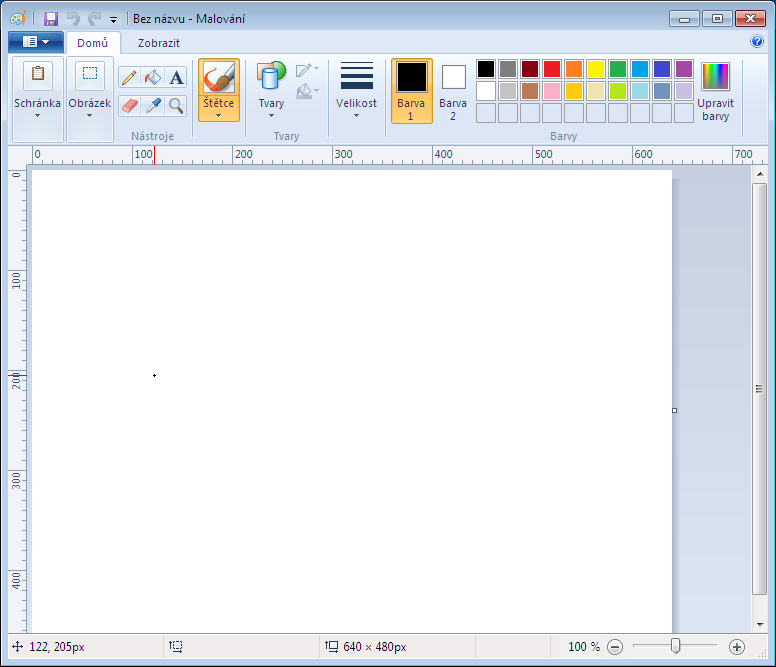 Bez názvu - Malování
Domů Zobrazit
Schránka Obrázek A Štětce Tvary Velikost Barva 1 Barva 2 Upravit barvy
Nástroje Tvary Barvy
0 100 200 300 400 500 600 700
0
100
200
300
400
122, 205px 640 × 480px 100 %